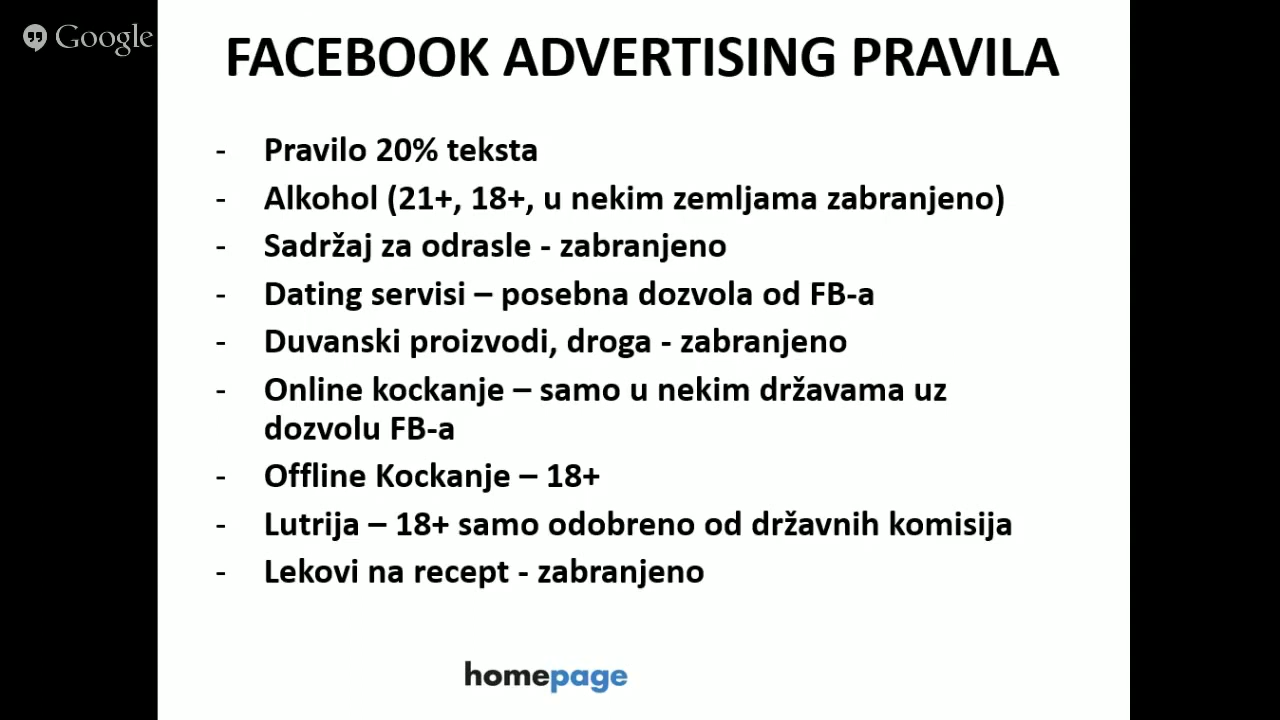 Google
FACEBOOK ADVERTISING PRAVILA
- Pravilo 20% teksta
- Alkohol (21+, 18+, u nekim zemljama zabranjeno)
- Sadržaj za odrasle - zabranjeno
- Dating servisi – posebna dozvola od FB-a
- Duvanski proizvodi, droga - zabranjeno
- Online kockanje – samo u nekim državama uz
dozvolu FB-a
- Offline Kockanje – 18+
- Lutrija – 18+ samo odobreno od državnih komisija
- Lekovi na recept - zabranjeno
homepage